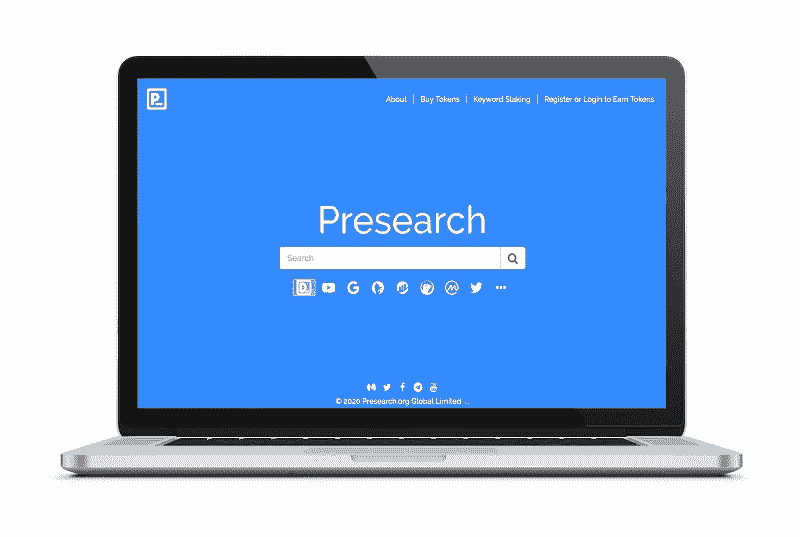 About | Buy Tokens | Keyword Staking | Register or Login to Earn Tokens
Presearch
Search
© 2020 Presearch.org Global Limited